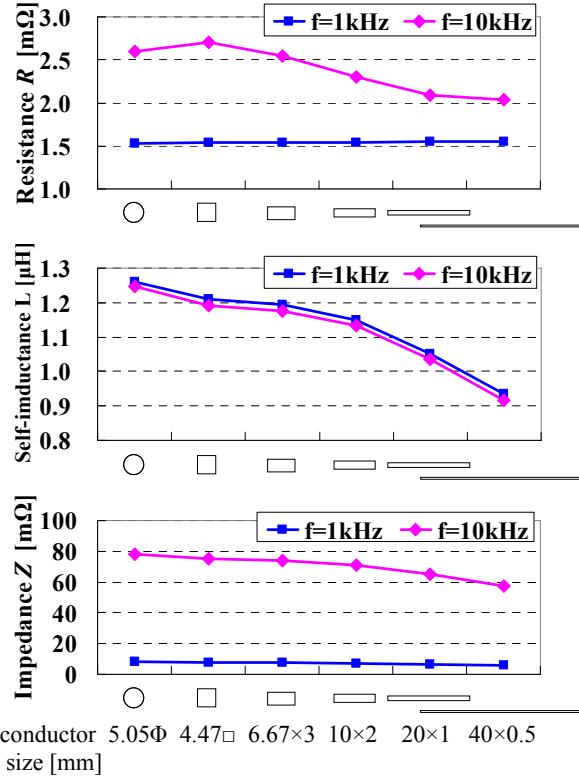 Resistance R [mΩ]
3.0
2.5
2.0
1.5
1.0
f=1kHz f=10kHz
Self-inductance L [μH]
1.3
1.2
1.1
1.0
0.9
0.8
f=1kHz f=10kHz
Impedance Z [mΩ]
100
80
60
40
20
0
f=1kHz f=10kHz
conductor 5.05Φ 4.47□ 6.67×3 10×2 20×1 40×0.5
size [mm]